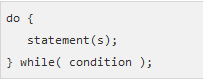 do {
   statement(s);
} while( condition );